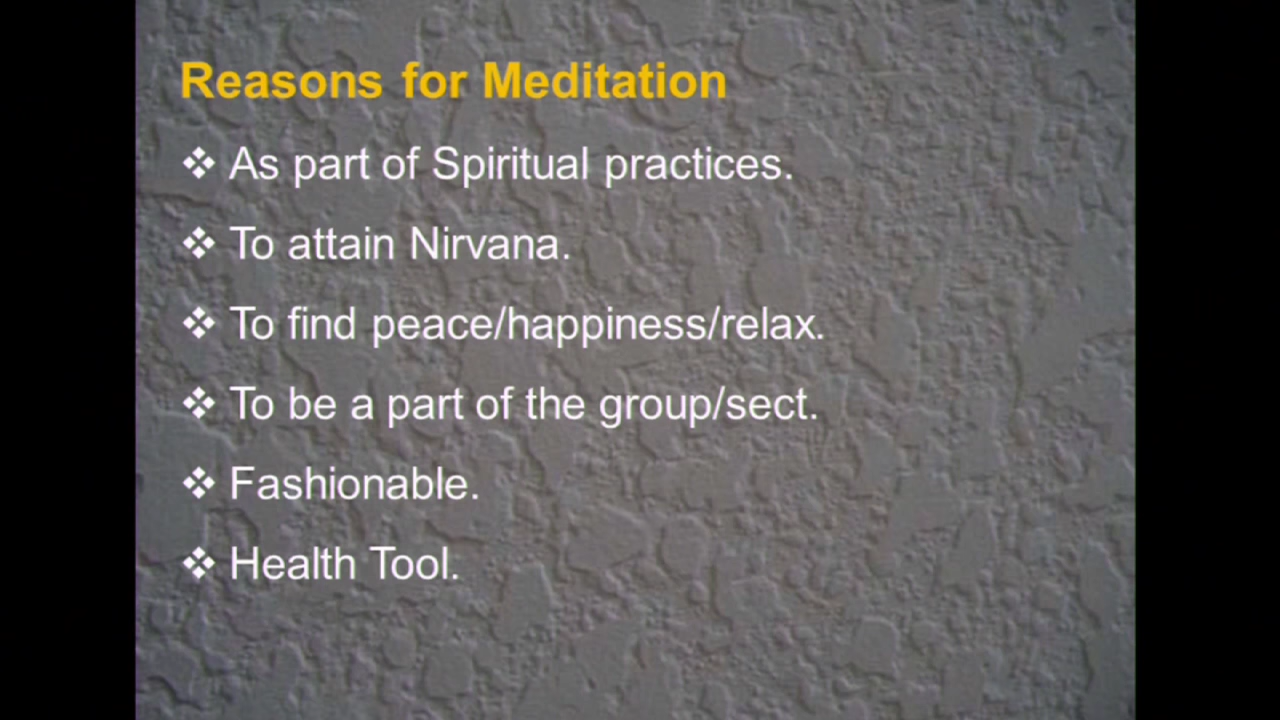 Reasons for Meditation
❖ As part of Spiritual practices.
❖ To attain Nirvana.
❖ To find peace/happiness/relax.
❖ To be a part of the group/sect.
❖ Fashionable.
❖ Health Tool.